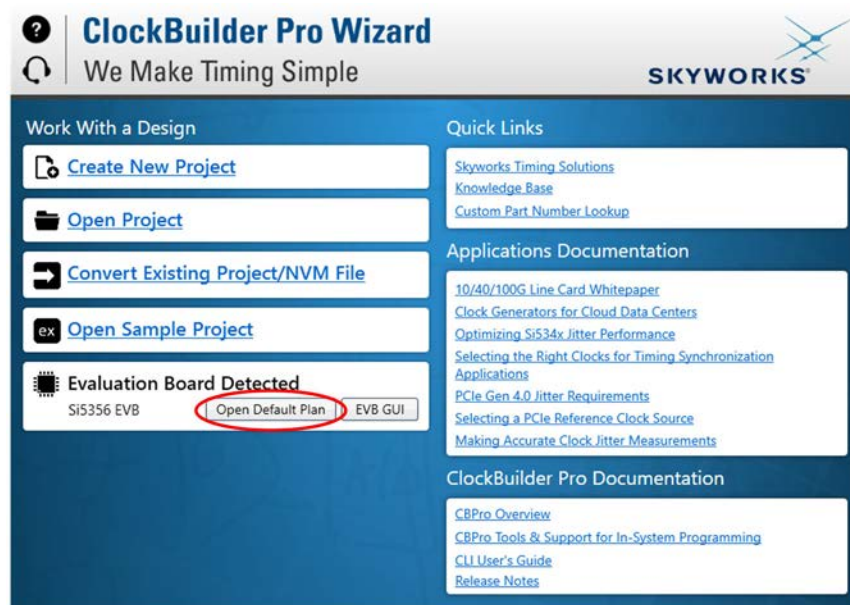 ?
ClockBuilder Pro Wizard
We Make Timing Simple
SKYWORKS®
Work With a Design
Create New Project
Open Project
Convert Existing Project/NVM File
ex Open Sample Project
Evaluation Board Detected
Si5356 EVB Open Default Plan EVB GUI
Quick Links
Skyworks Timing Solutions
Knowledge Base
Custom Part Number Lookup
Applications Documentation
10/40/100G Line Card Whitepaper
Clock Generators for Cloud Data Centers
Optimizing Si534x Jitter Performance
Selecting the Right Clocks for Timing Synchronization
Applications
PCIe Gen 4.0 Jitter Requirements
Selecting a PCIe Reference Clock Source
Making Accurate Clock Jitter Measurements
ClockBuilder Pro Documentation
CBPro Overview
CBPro Tools & Support for In-System Programming
CLI User's Guide
Release Notes